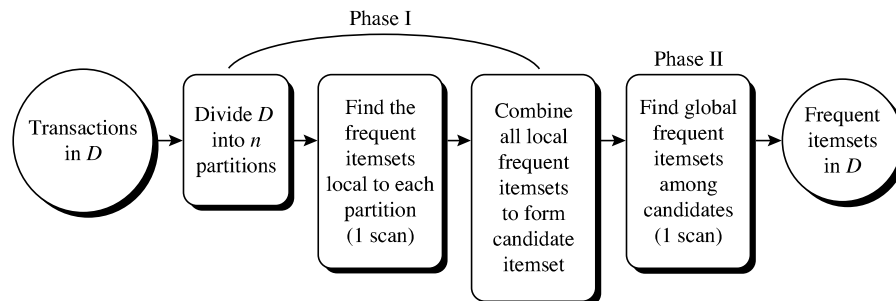 Phase I
Phase II
Transactions
in D
Divide D
into n
partitions
Find the
frequent
itemsets
local to each
partition
(1 scan)
Combine
all local
frequent
itemsets
to form
candidate
itemset
Find global
frequent
itemsets
among
candidates
(1 scan)
Frequent
itemsets
in D